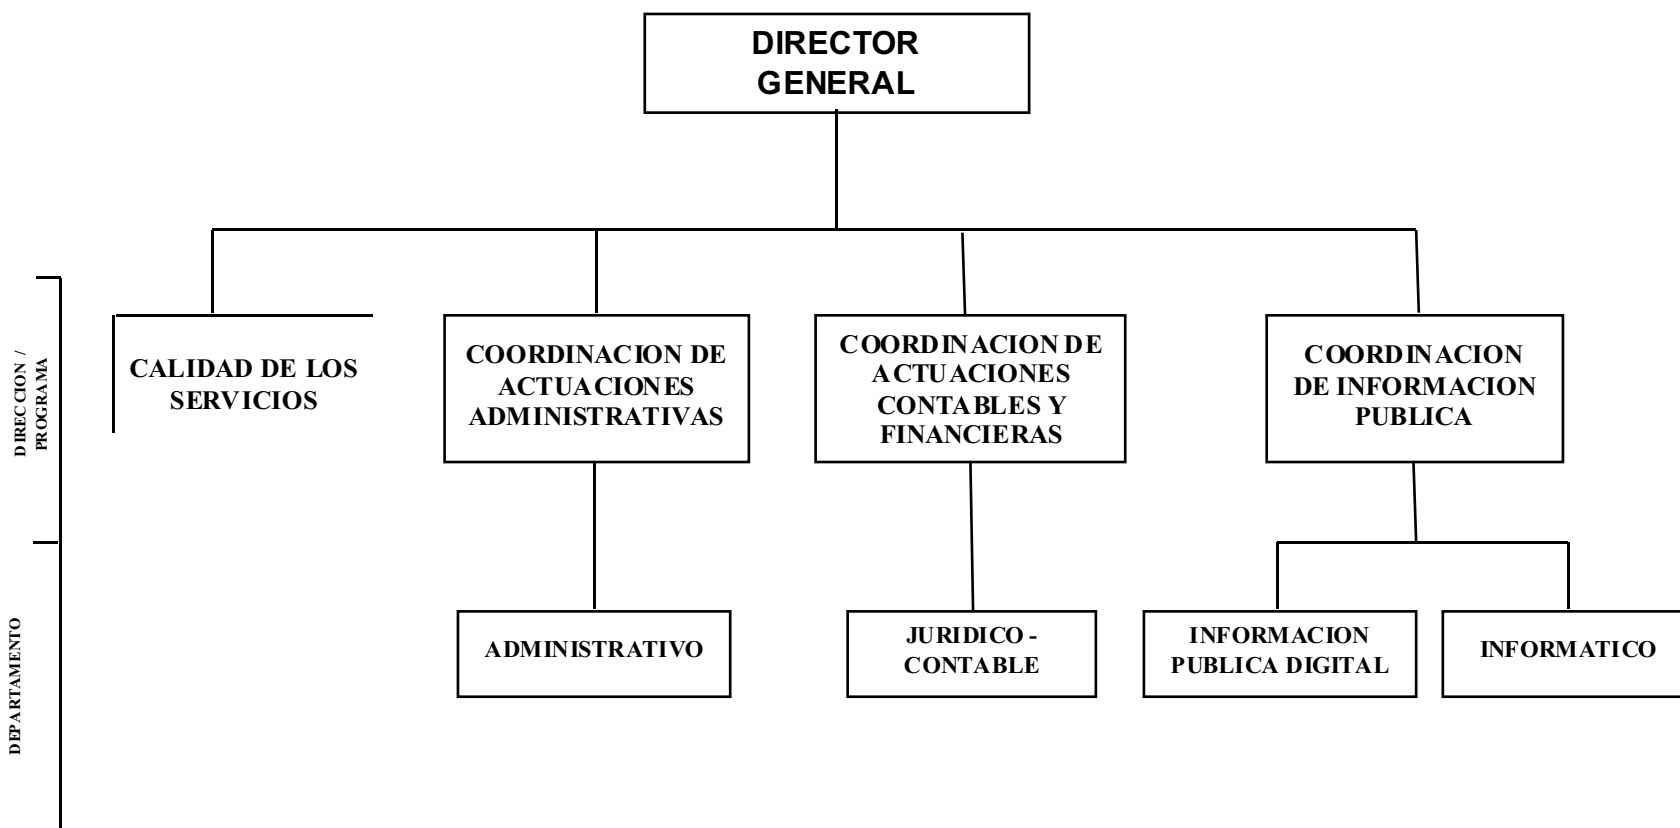 DIRECTOR
GENERAL
DIRECCION /
PROGRAMA
CALIDAD DE LOS
SERVICIOS
COORDINACION DE
ACTUACIONES
ADMINISTRATIVAS
COORDINACION DE
ACTUACIONES
CONTABLES Y
FINANCIERAS
COORDINACION
DE INFORMACION
PUBLICA
DEPARTAMENTO
ADMINISTRATIVO
JURIDICO -
CONTABLE
INFORMACION
PUBLICA DIGITAL
INFORMATICO